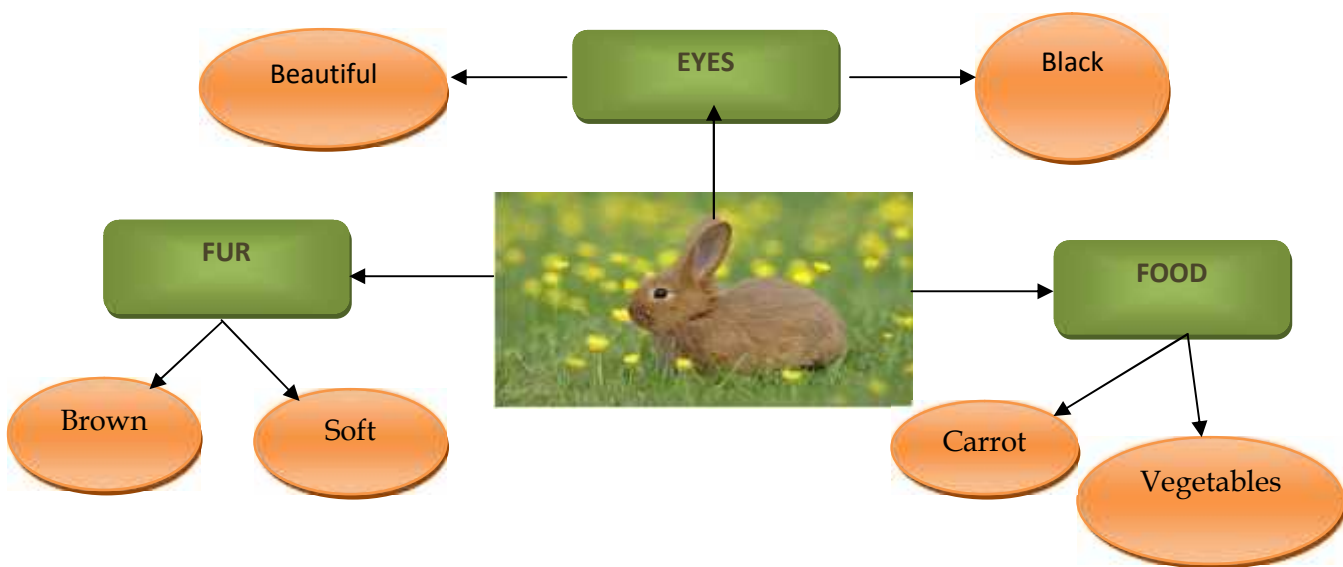 Beautiful
EYES
Black
FUR
FOOD
Brown
Soft
Carrot
Vegetables